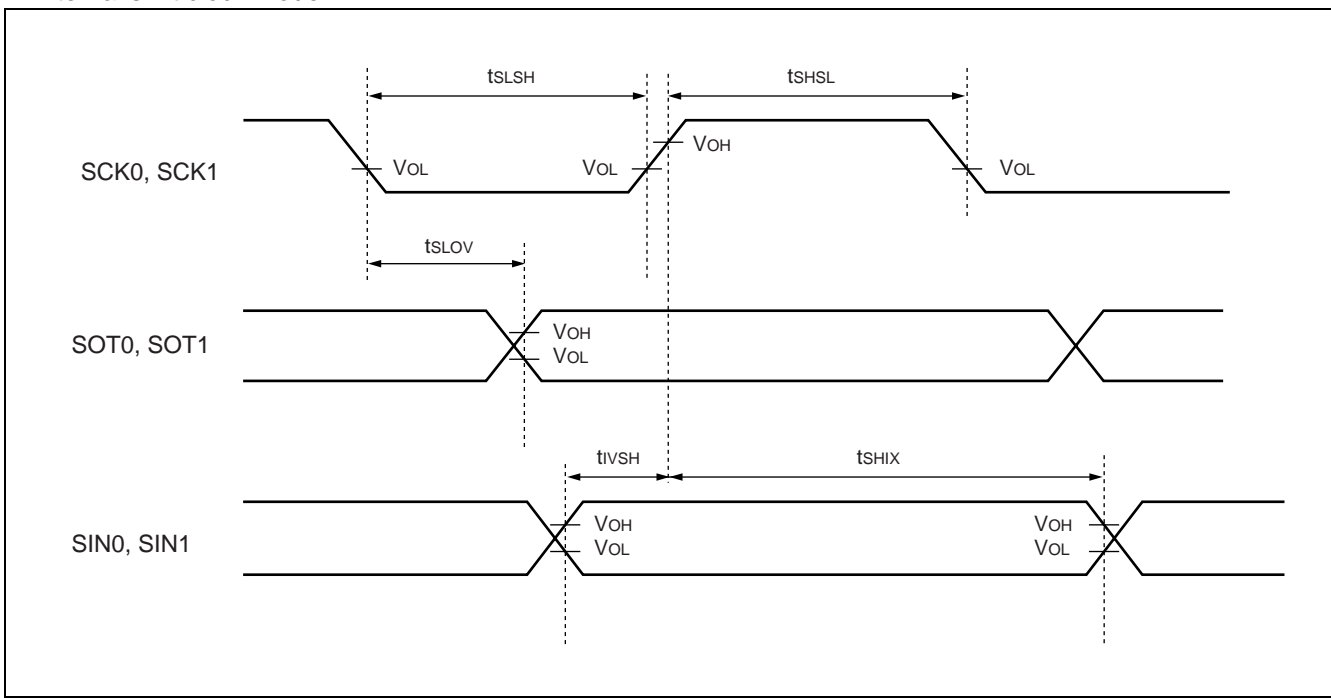 tSLSH
tSHSL
SCK0, SCK1
VOL
VOL
VOH
VOL
tSLOV
SOT0, SOT1
VOH
VOL
tIVSH
tSHIX
SIN0, SIN1
VOH
VOL
VOH
VOL